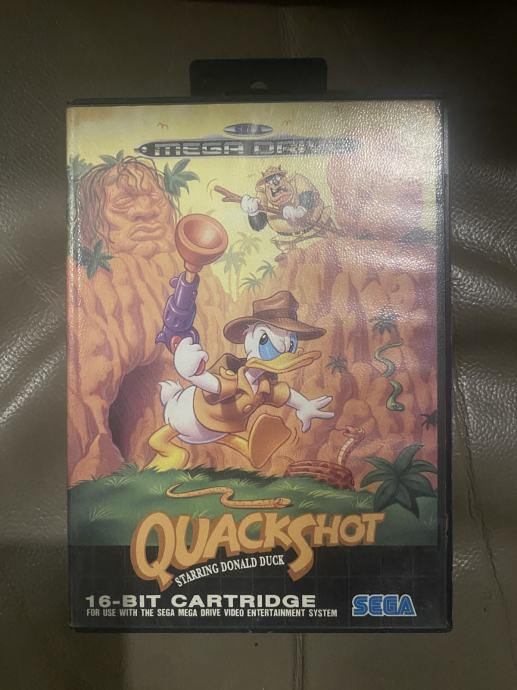 SEGA
MEGA DRIVE
QUACKSHOT
STARRING DONALD DUCK
16-BIT CARTRIDGE
FOR USE WITH THE SEGA MEGA DRIVE VIDEO ENTERTAINMENT SYSTEM
SEGA